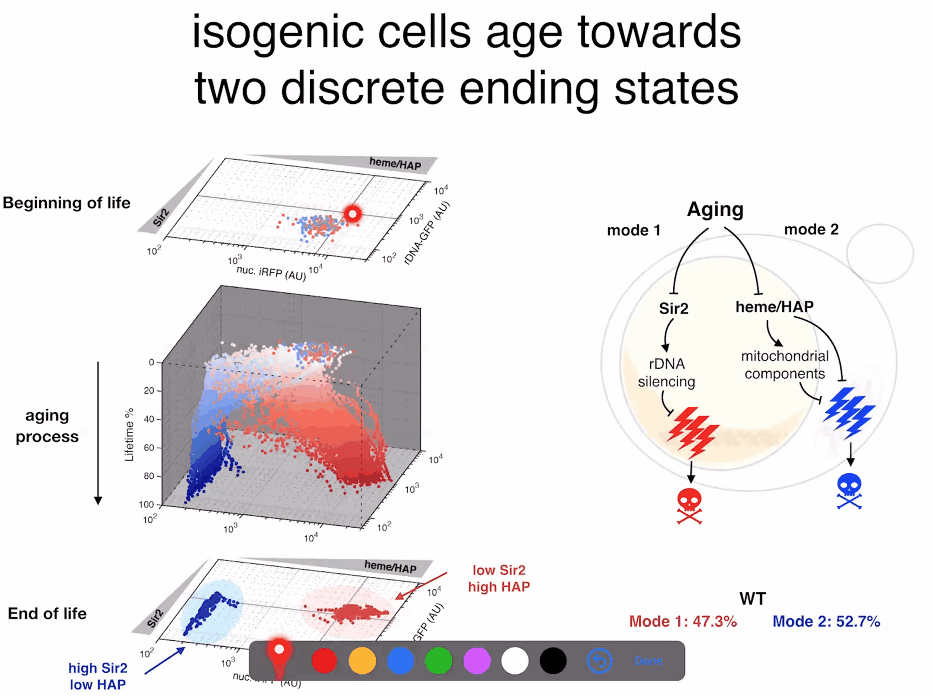 isogenic cells age towards
two discrete ending states
Beginning of life
heme/HAP
Sir2
10^4
10^3
10^2
rDNA-GFP (AU)
10^2
10^3
10^4
nuc. iRFP (AU)
aging
process
Lifetime %
0
20
40
60
80
100
10^2
10^3
10^4
10^2
10^3
10^4
End of life
heme/HAP
Sir2
10^4
10^3
GFP (AU)
10^2
10^3
nuc.
(AU)
low Sir2
high HAP
high Sir2
low HAP
Aging
mode 1
mode 2
Sir2
heme/HAP
rDNA
silencing
mitochondrial
components
WT
Mode 1: 47.3%
Mode 2: 52.7%
Done